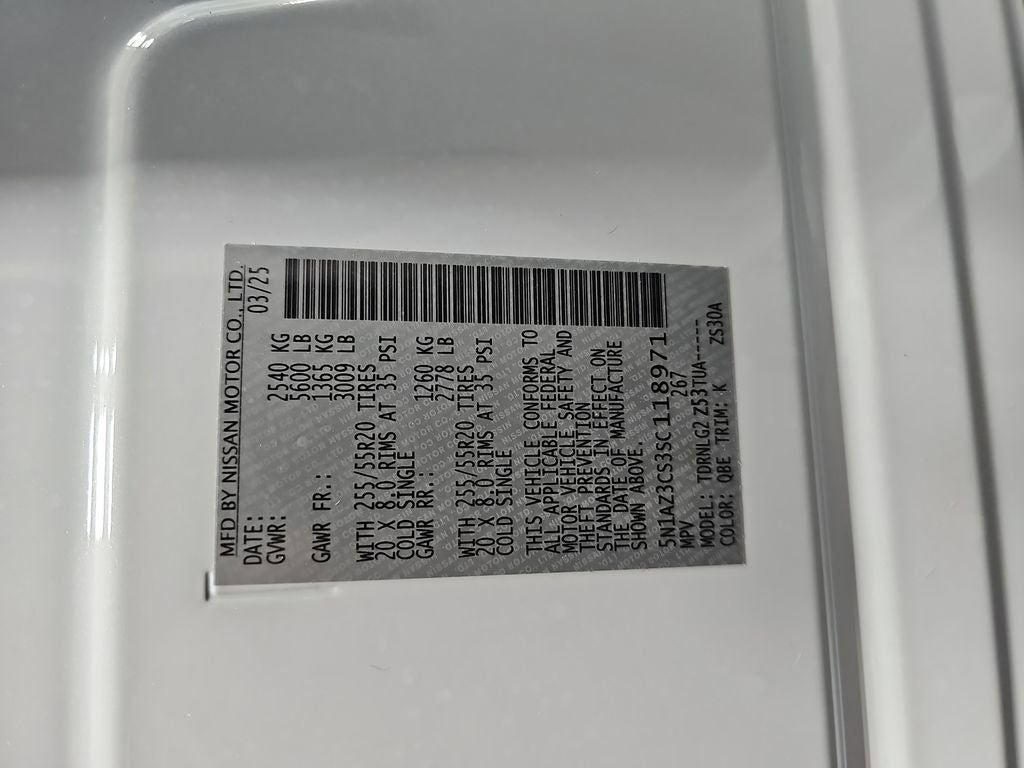 MFD BY NISSAN MOTOR CO., LTD.
DATE: 03/25
GVWR: 2540 KG
5600 LB
GAWR FR.: 1365 KG
3009 LB
WITH 255/55R20 TIRES
20 X 8.0 RIMS AT 35 PSI
COLD SINGLE
GAWR RR.: 1260 KG
2778 LB
WITH 255/55R20 TIRES
20 X 8.0 RIMS AT 35 PSI
COLD SINGLE
THIS VEHICLE CONFORMS TO
ALL APPLICABLE FEDERAL
MOTOR VEHICLE SAFETY AND
THEFT PREVENTION
STANDARDS IN EFFECT ON
THE DATE OF MANUFACTURE
SHOWN ABOVE.
5N1AZ3CS3SC118971
MPV 267
MODEL: TDRNLGZ ZS3TUA-----
COLOR: QBE TRIM: K ZS30A